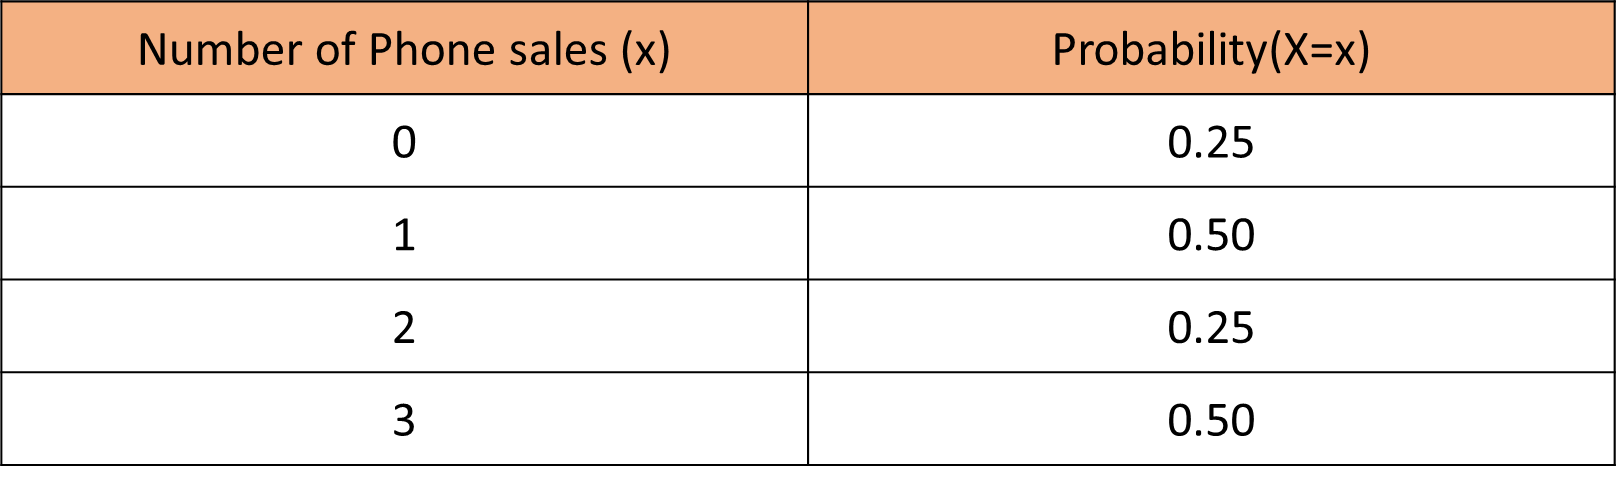 Number of Phone sales (x) Probability(X=x)
0 0.25
1 0.50
2 0.25
3 0.50